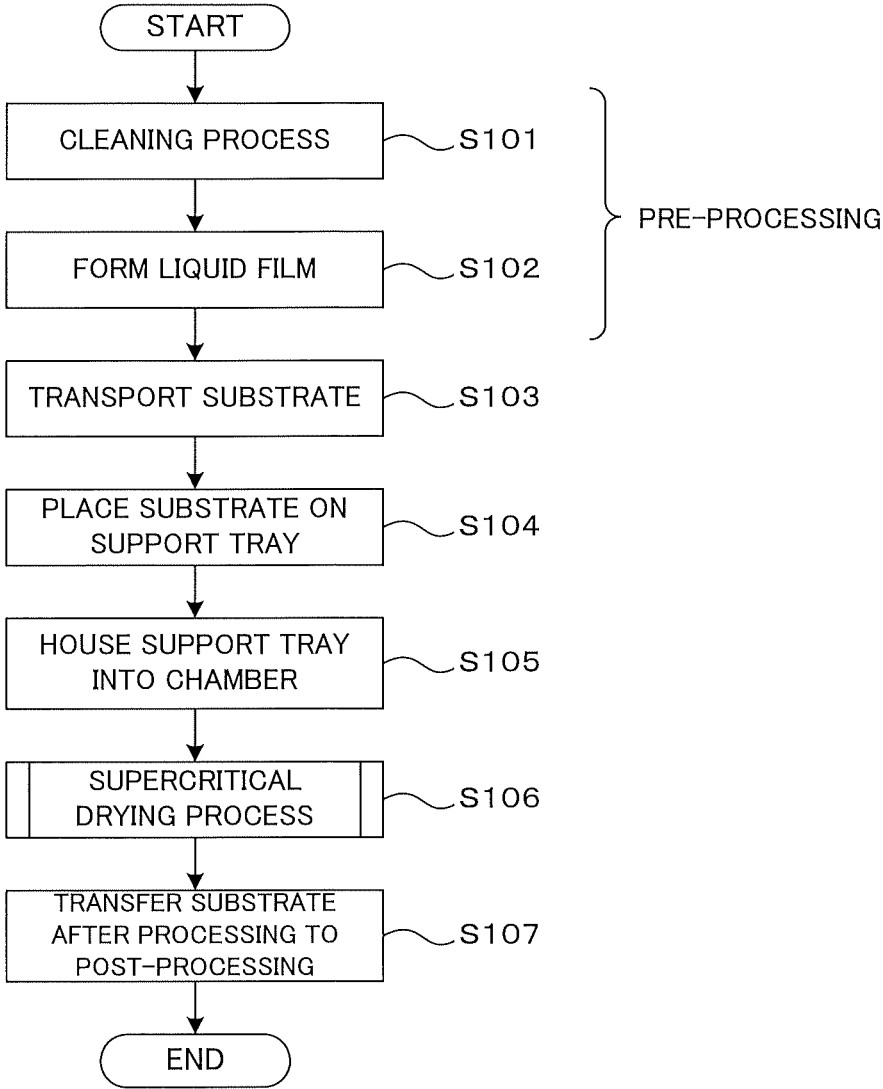 START
CLEANING PROCESS
S101
PRE-PROCESSING
FORM LIQUID FILM
S102
TRANSPORT SUBSTRATE
S103
PLACE SUBSTRATE ON
SUPPORT TRAY
S104
HOUSE SUPPORT TRAY
INTO CHAMBER
S105
SUPERCRITICAL
DRYING PROCESS
S106
TRANSFER SUBSTRATE
AFTER PROCESSING TO
POST-PROCESSING
S107
END